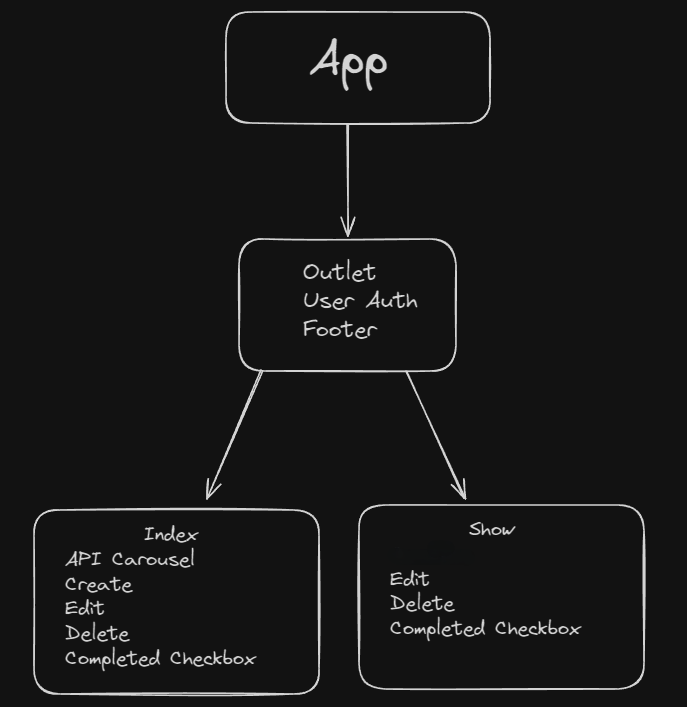 App
Outlet
User Auth
Footer
Index
API Carousel
Create
Edit
Delete
Completed Checkbox
Show
Edit
Delete
Completed Checkbox